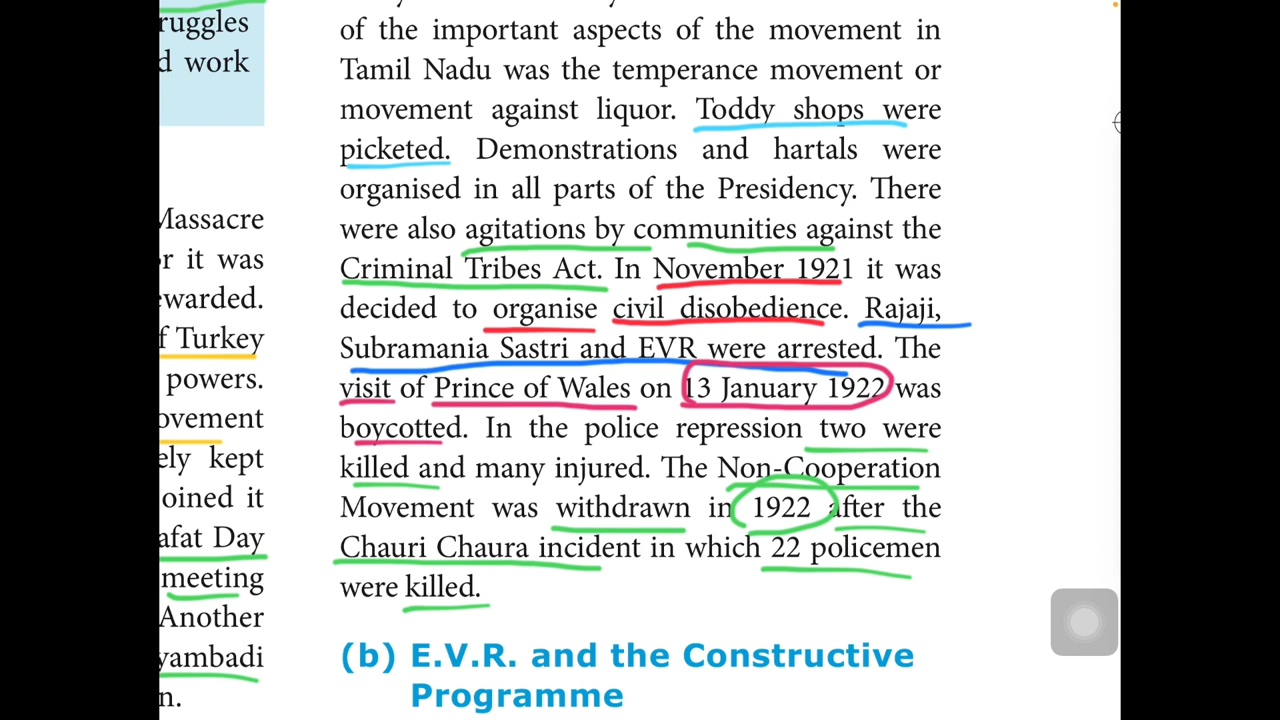 ruggles
d work
Massacre
r it was
ewarded.
f Turkey
powers.
ovement
ely kept
oined it
afat Day
meeting
Another
yambadi
n.
of the important aspects of the movement in
Tamil Nadu was the temperance movement or
movement against liquor. Toddy shops were
picketed. Demonstrations and hartals were
organised in all parts of the Presidency. There
were also agitations by communities against the
Criminal Tribes Act. In November 1921 it was
decided to organise civil disobedience. Rajaji,
Subramania Sastri and EVR were arrested. The
visit of Prince of Wales on 13 January 1922 was
boycotted. In the police repression two were
killed and many injured. The Non-Cooperation
Movement was withdrawn in 1922 after the
Chauri Chaura incident in which 22 policemen
were killed.
(b) E.V.R. and the Constructive
Programme